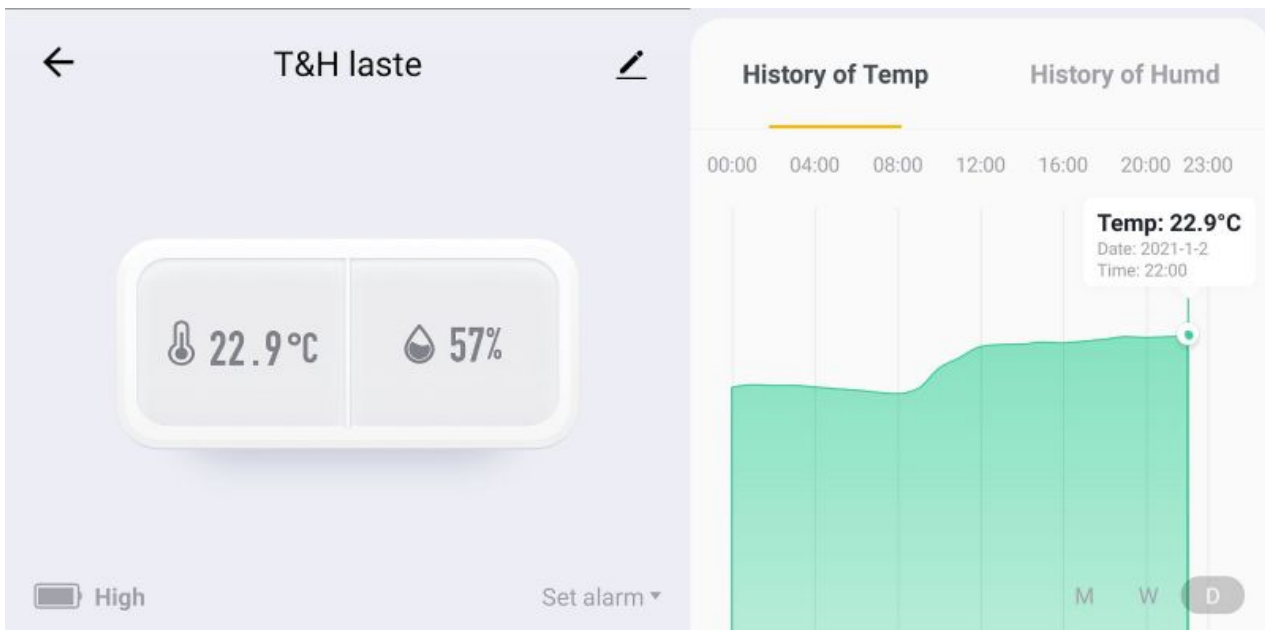 T&H laste
22.9°C
57%
High
Set alarm
History of Temp
History of Humd
00:00 04:00 08:00 12:00 16:00 20:00 23:00
Temp: 22.9°C
Date: 2021-1-2
Time: 22:00
M W D